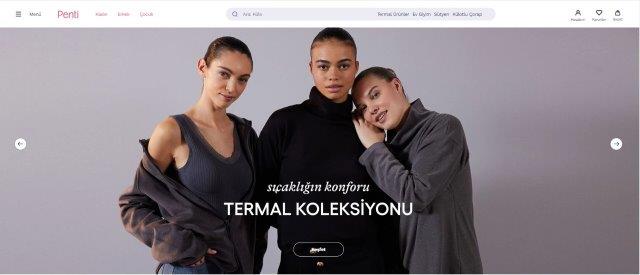 Menü
Penti
Kadın Erkek Çocuk
Ara: Külot
Termal Ürünler Ev Giyim Sütyen Külotlu Çorap
Hesabım Favoriler Sepet
sıcaklığın konforu
TERMAL KOLEKSİYONU
Keşfet